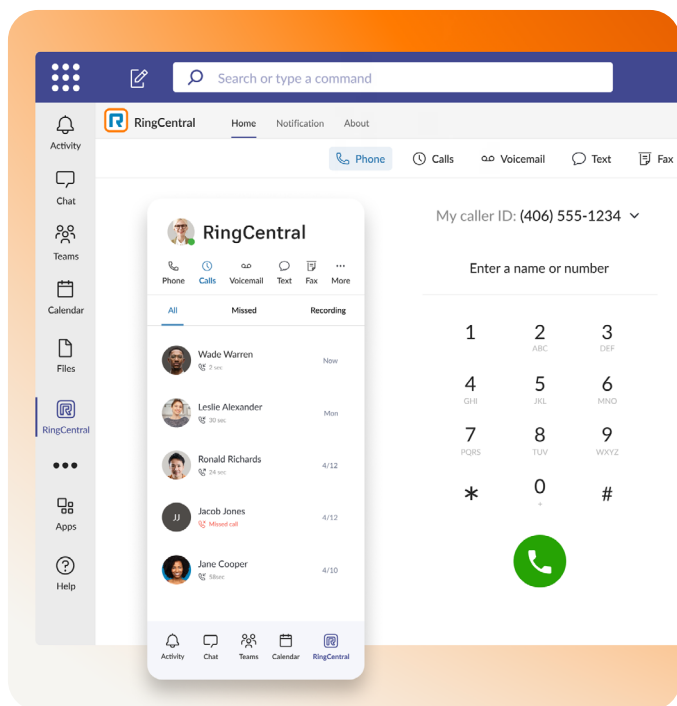 Search or type a command
RingCentral Home Notification About
Phone Calls Voicemail Text Fax
Activity
Chat
Teams
Calendar
Files
RingCentral
Apps
Help
RingCentral
Phone Calls Voicemail Text Fax More
All Missed Recording
Wade Warren
2 sec
Now
Leslie Alexander
30 sec
Mon
Ronald Richards
24 sec
4/12
JJ
Jacob Jones
Missed call
4/12
Jane Cooper
58sec
4/10
Activity Chat Teams Calendar RingCentral
My caller ID: (406) 555-1234
Enter a name or number
1 2 3
ABC DEF
4 5 6
GHI JKL MNO
7 8 9
PQRS TUV WXYZ
* 0 #
+